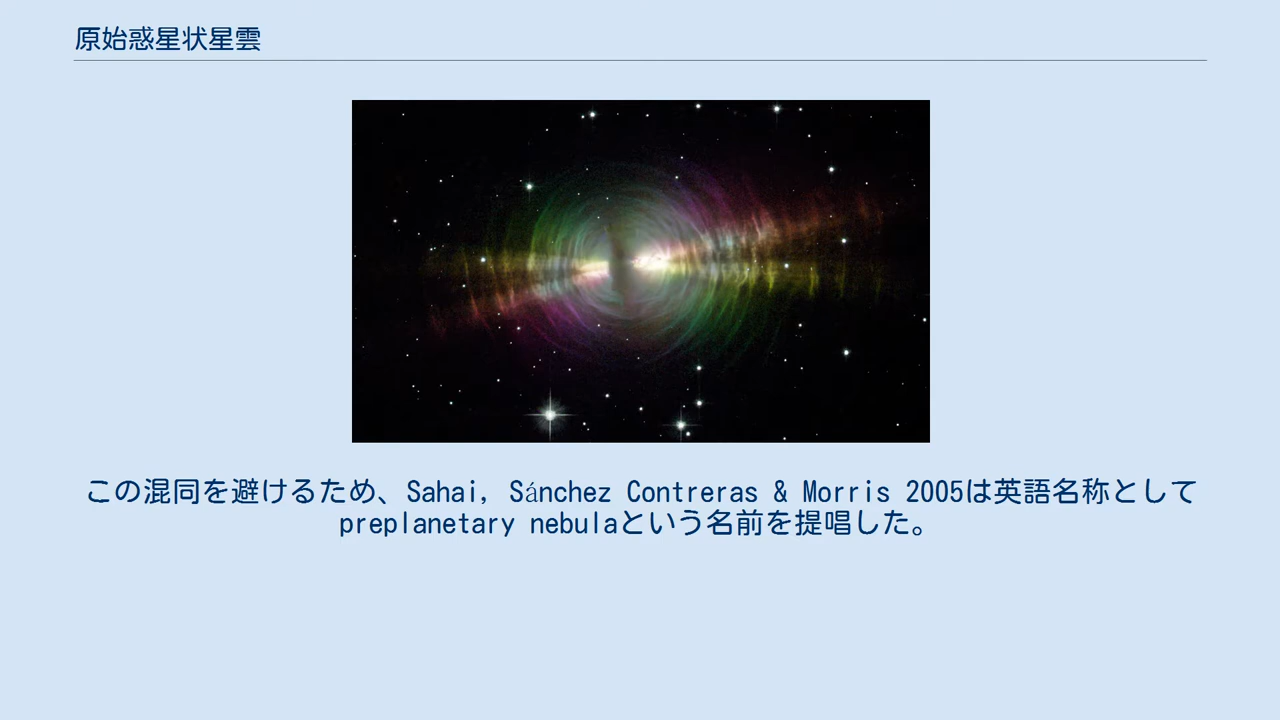 原始惑星状星雲
この混同を避けるため、Sahai, Sánchez Contreras & Morris 2005は英語名称として
preplanetary nebulaという名前を提唱した。